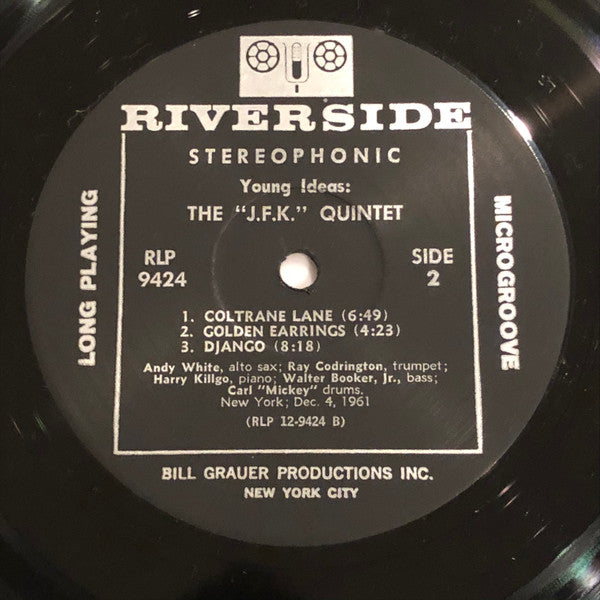 RIVERSIDE
STEREOPHONIC
Young Ideas:
THE "J.F.K." QUINTET
LONG PLAYING
RLP
9424
SIDE
2
MICROGROOVE
1. COLTRANE LANE (6:49)
2. GOLDEN EARRINGS (4:23)
3. DJANGO (8:18)
Andy White, alto sax; Ray Codrington, trumpet;
Harry Killgo, piano; Walter Booker, Jr., bass;
Carl "Mickey" drums.
New York; Dec. 4, 1961
(RLP 12-9424 B)
BILL GRAUER PRODUCTIONS INC.
NEW YORK CITY